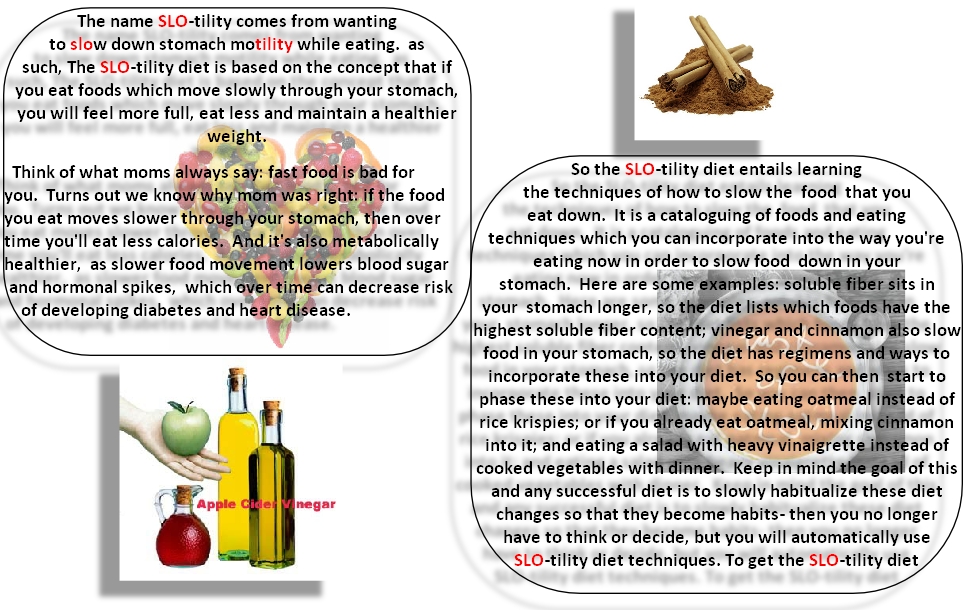 The name SLO-tility comes from wanting
to slow down stomach motility while eating.  as
such, The SLO-tility diet is based on the concept that if
you eat foods which move slowly through your stomach,
you will feel more full, eat less and maintain a healthier
weight.
Think of what moms always say: fast food is bad for
you.  Turns out we know why mom was right: if the food
you eat moves slower through your stomach, then over
time you'll eat less calories.  And it's also metabolically
healthier,  as slower food movement lowers blood sugar
and hormonal spikes,  which over time can decrease risk
of developing diabetes and heart disease.
Apple Cider Vinegar
So the SLO-tility diet entails learning
the techniques of how to slow the  food  that you
eat down.  It is a cataloguing of foods and eating
techniques which you can incorporate into the way you're
eating now in order to slow food  down in your
stomach.  Here are some examples: soluble fiber sits in
your  stomach longer, so the diet lists which foods have the
highest soluble fiber content; vinegar and cinnamon also slow
food in your stomach, so the diet has regimens and ways to
incorporate these into your diet.  So you can then  start to
phase these into your diet: maybe eating oatmeal instead of
rice krispies; or if you already eat oatmeal, mixing cinnamon
into it; and eating a salad with heavy vinaigrette instead of
cooked vegetables with dinner.  Keep in mind the goal of this
and any successful diet is to slowly habitualize these diet
changes so that they become habits- then you no longer
have to think or decide, but you will automatically use
SLO-tility diet techniques. To get the SLO-tility diet